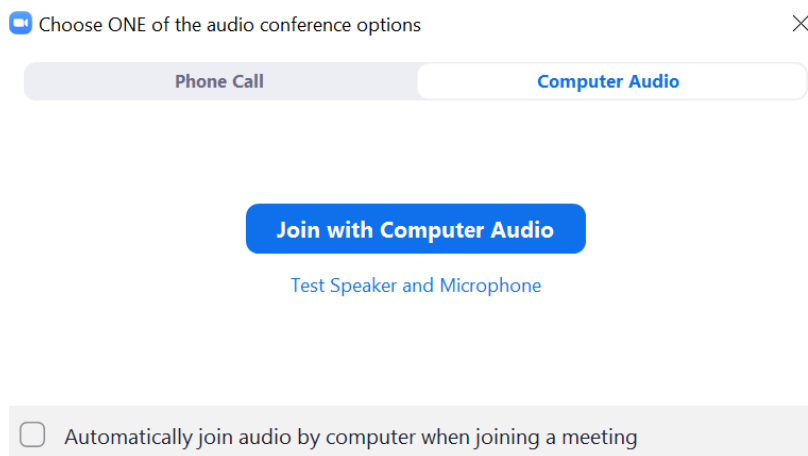 Choose ONE of the audio conference options
Phone Call
Computer Audio
Join with Computer Audio
Test Speaker and Microphone
Automatically join audio by computer when joining a meeting